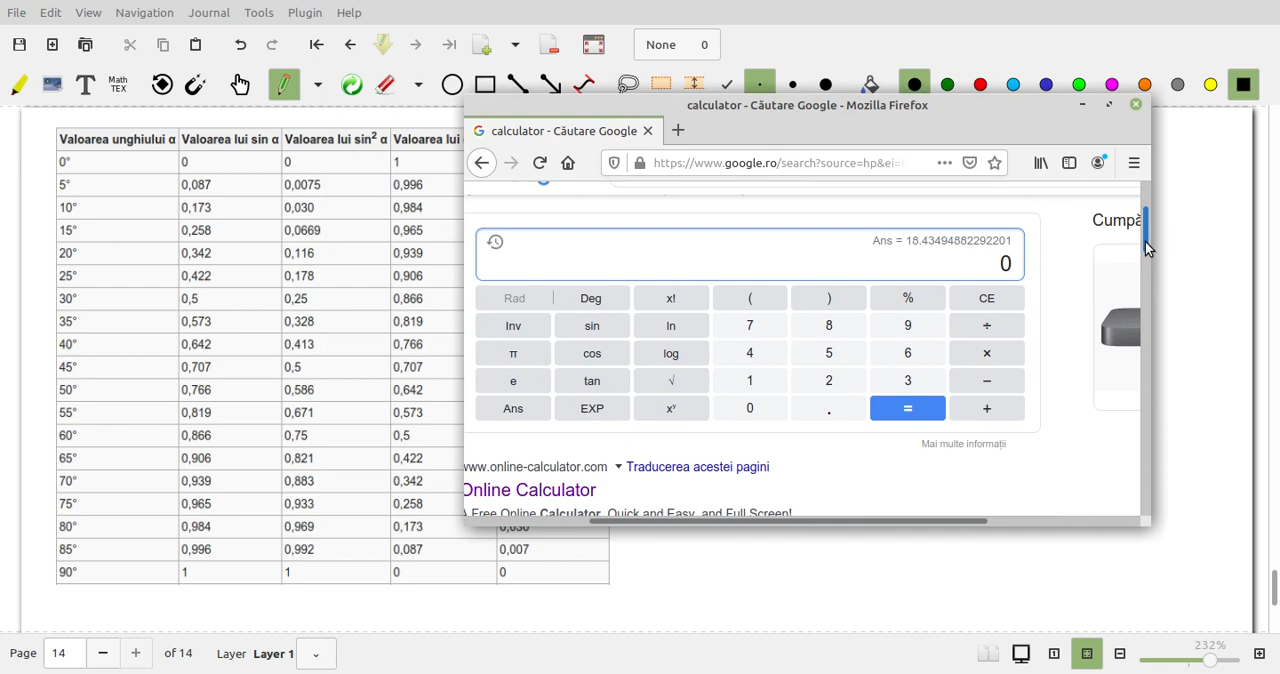 File Edit View Navigation Journal Tools Plugin Help
None 0
Math TEX
calculator - Căutare Google - Mozilla Firefox
calculator - Căutare Google
https://www.google.ro/search?source=hp&ei=
Cumpă
Ans = 18.43494882292201
0
Rad Deg x! ( ) % CE
Inv sin ln 7 8 9 ÷
π cos log 4 5 6 ×
e tan √ 1 2 3 −
Ans EXP xʸ 0 . = +
Mai multe informații
www.online-calculator.com Traducerea acestei pagini
Online Calculator
A Free Online Calculator, Quick and Easy, and Full Screen!
Valoarea unghiului α Valoarea lui sin α Valoarea lui sin² α Valoarea lui
0° 0 0 1
5° 0,087 0,0075 0,996
10° 0,173 0,030 0,984
15° 0,258 0,0669 0,965
20° 0,342 0,116 0,939
25° 0,422 0,178 0,906
30° 0,5 0,25 0,866
35° 0,573 0,328 0,819
40° 0,642 0,413 0,766
45° 0,707 0,5 0,707
50° 0,766 0,586 0,642
55° 0,819 0,671 0,573
60° 0,866 0,75 0,5
65° 0,906 0,821 0,422
70° 0,939 0,883 0,342
75° 0,965 0,933 0,258
80° 0,984 0,969 0,173 0,030
85° 0,996 0,992 0,087 0,007
90° 1 1 0 0
Page 14 of 14 Layer Layer 1 232%